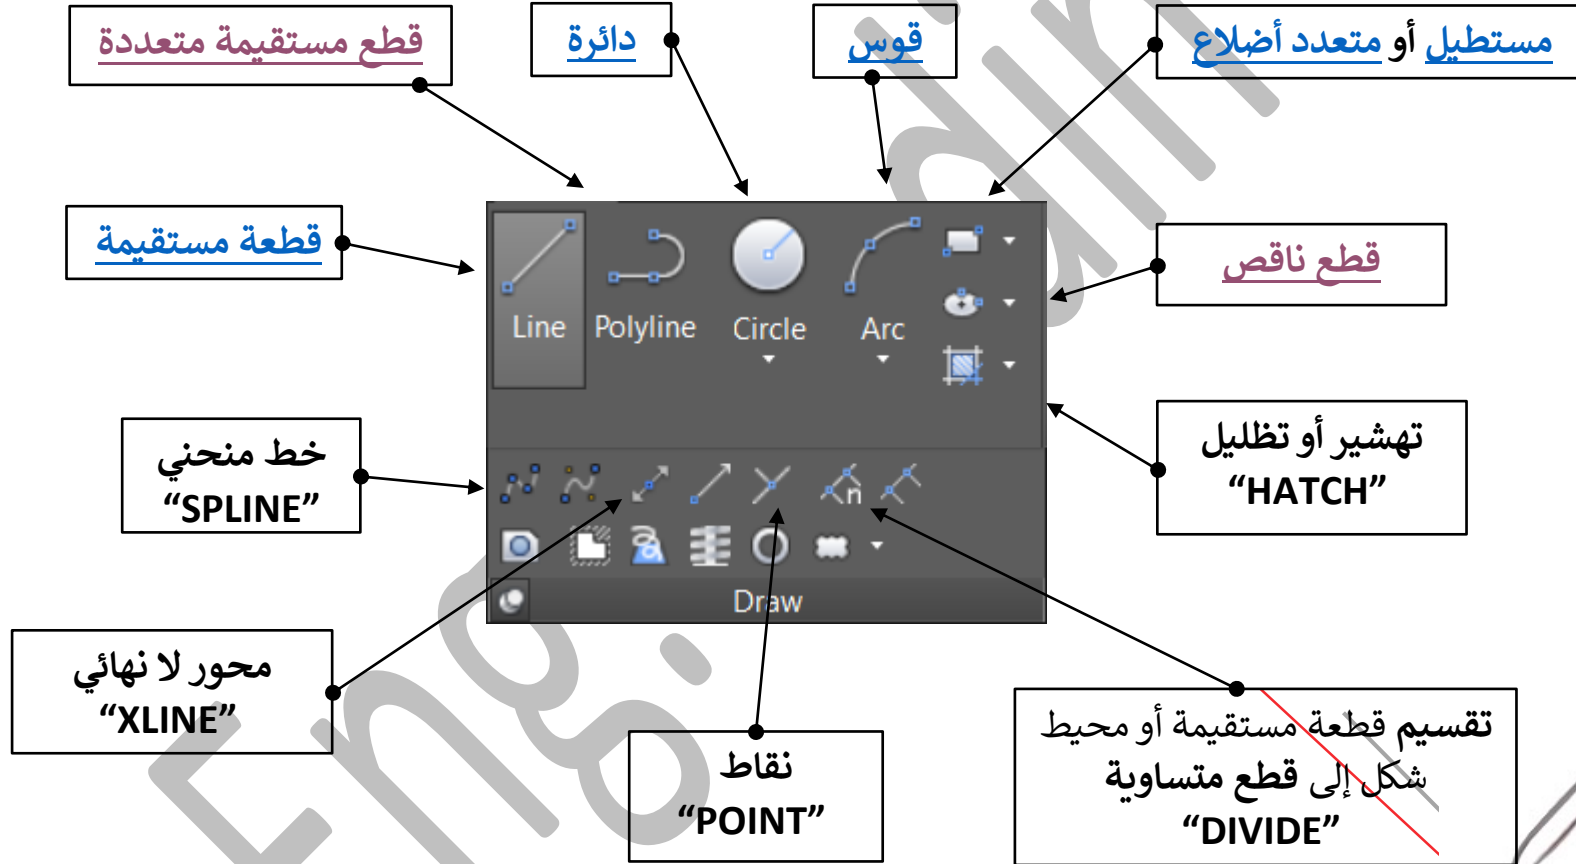 مستطيل أو متعدد أضلاع
قوس
دائرة
قطع مستقيمة متعددة
قطعة مستقيمة
قطع ناقص
Line
Polyline
Circle
Arc
تهشير أو تظليل
“HATCH”
خط منحني
“SPLINE”
n
Draw
محور لا نهائي
“XLINE”
نقاط
“POINT”
تقسيم قطعة مستقيمة أو محيط
شكل إلى قطع متساوية
“DIVIDE”